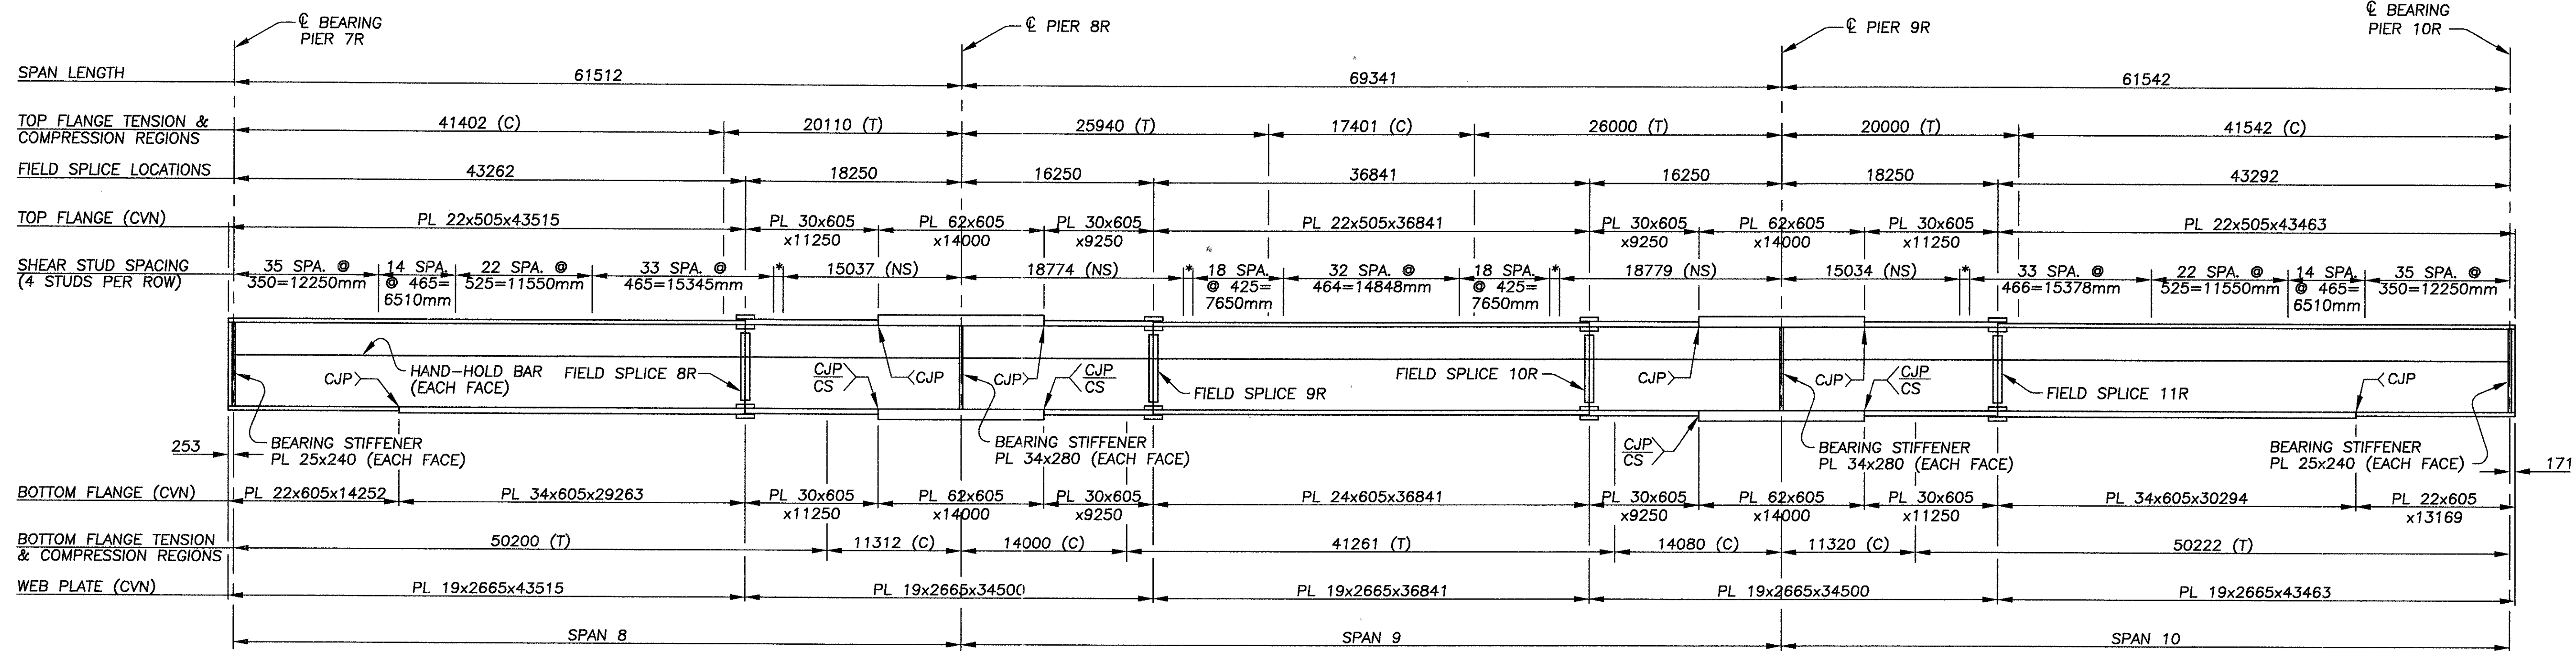 ℄ BEARING
PIER 7R
℄ PIER 8R
℄ PIER 9R
℄ BEARING
PIER 10R
SPAN LENGTH
61512
69341
61542
TOP FLANGE TENSION &
COMPRESSION REGIONS
41402 (C)
20110 (T)
25940 (T)
17401 (C)
26000 (T)
20000 (T)
41542 (C)
FIELD SPLICE LOCATIONS
43262
18250
16250
36841
16250
18250
43292
TOP FLANGE (CVN)
PL 22x505x43515
PL 30x605
x11250
PL 62x605
x14000
PL 30x605
x9250
PL 22x505x36841
PL 30x605
x9250
PL 62x605
x14000
PL 30x605
x11250
PL 22x505x43463
SHEAR STUD SPACING
(4 STUDS PER ROW)
35 SPA. @
350=12250mm
14 SPA.
@ 465=
6510mm
22 SPA. @
525=11550mm
33 SPA. @
465=15345mm
*
15037 (NS)
18774 (NS)
*
18 SPA.
@ 425=
7650mm
32 SPA. @
464=14848mm
18 SPA.
@ 425=
7650mm
*
18779 (NS)
15034 (NS)
*
33 SPA. @
466=15378mm
22 SPA. @
525=11550mm
14 SPA.
@ 465=
6510mm
35 SPA. @
350=12250mm
CJP
HAND-HOLD BAR
(EACH FACE)
FIELD SPLICE 8R
CJP
CS
CJP
CJP
CJP
CS
FIELD SPLICE 9R
FIELD SPLICE 10R
CJP
CJP
CJP
CS
FIELD SPLICE 11R
CJP
253
BEARING STIFFENER
PL 25x240 (EACH FACE)
BEARING STIFFENER
PL 34x280 (EACH FACE)
CJP
CS
BEARING STIFFENER
PL 34x280 (EACH FACE)
BEARING STIFFENER
PL 25x240 (EACH FACE)
171
BOTTOM FLANGE (CVN)
PL 22x605x14252
PL 34x605x29263
PL 30x605
x11250
PL 62x605
x14000
PL 30x605
x9250
PL 24x605x36841
PL 30x605
x9250
PL 62x605
x14000
PL 30x605
x11250
PL 34x605x30294
PL 22x605
x13169
BOTTOM FLANGE TENSION
& COMPRESSION REGIONS
50200 (T)
11312 (C)
14000 (C)
41261 (T)
14080 (C)
11320 (C)
50222 (T)
WEB PLATE (CVN)
PL 19x2665x43515
PL 19x2665x34500
PL 19x2665x36841
PL 19x2665x34500
PL 19x2665x43463
SPAN 8
SPAN 9
SPAN 10